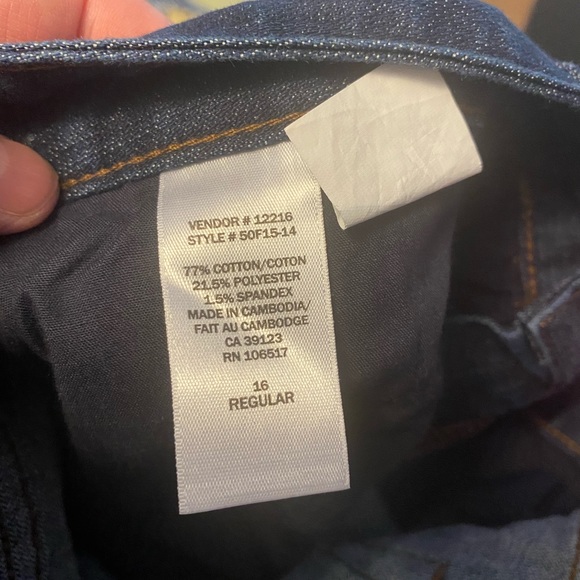 VENDOR # 12216
STYLE # 50F15-14
77% COTTON/COTON
21.5% POLYESTER
1.5% SPANDEX
MADE IN CAMBODIA/
FAIT AU CAMBODGE
CA 39123
RN 106517
16
REGULAR